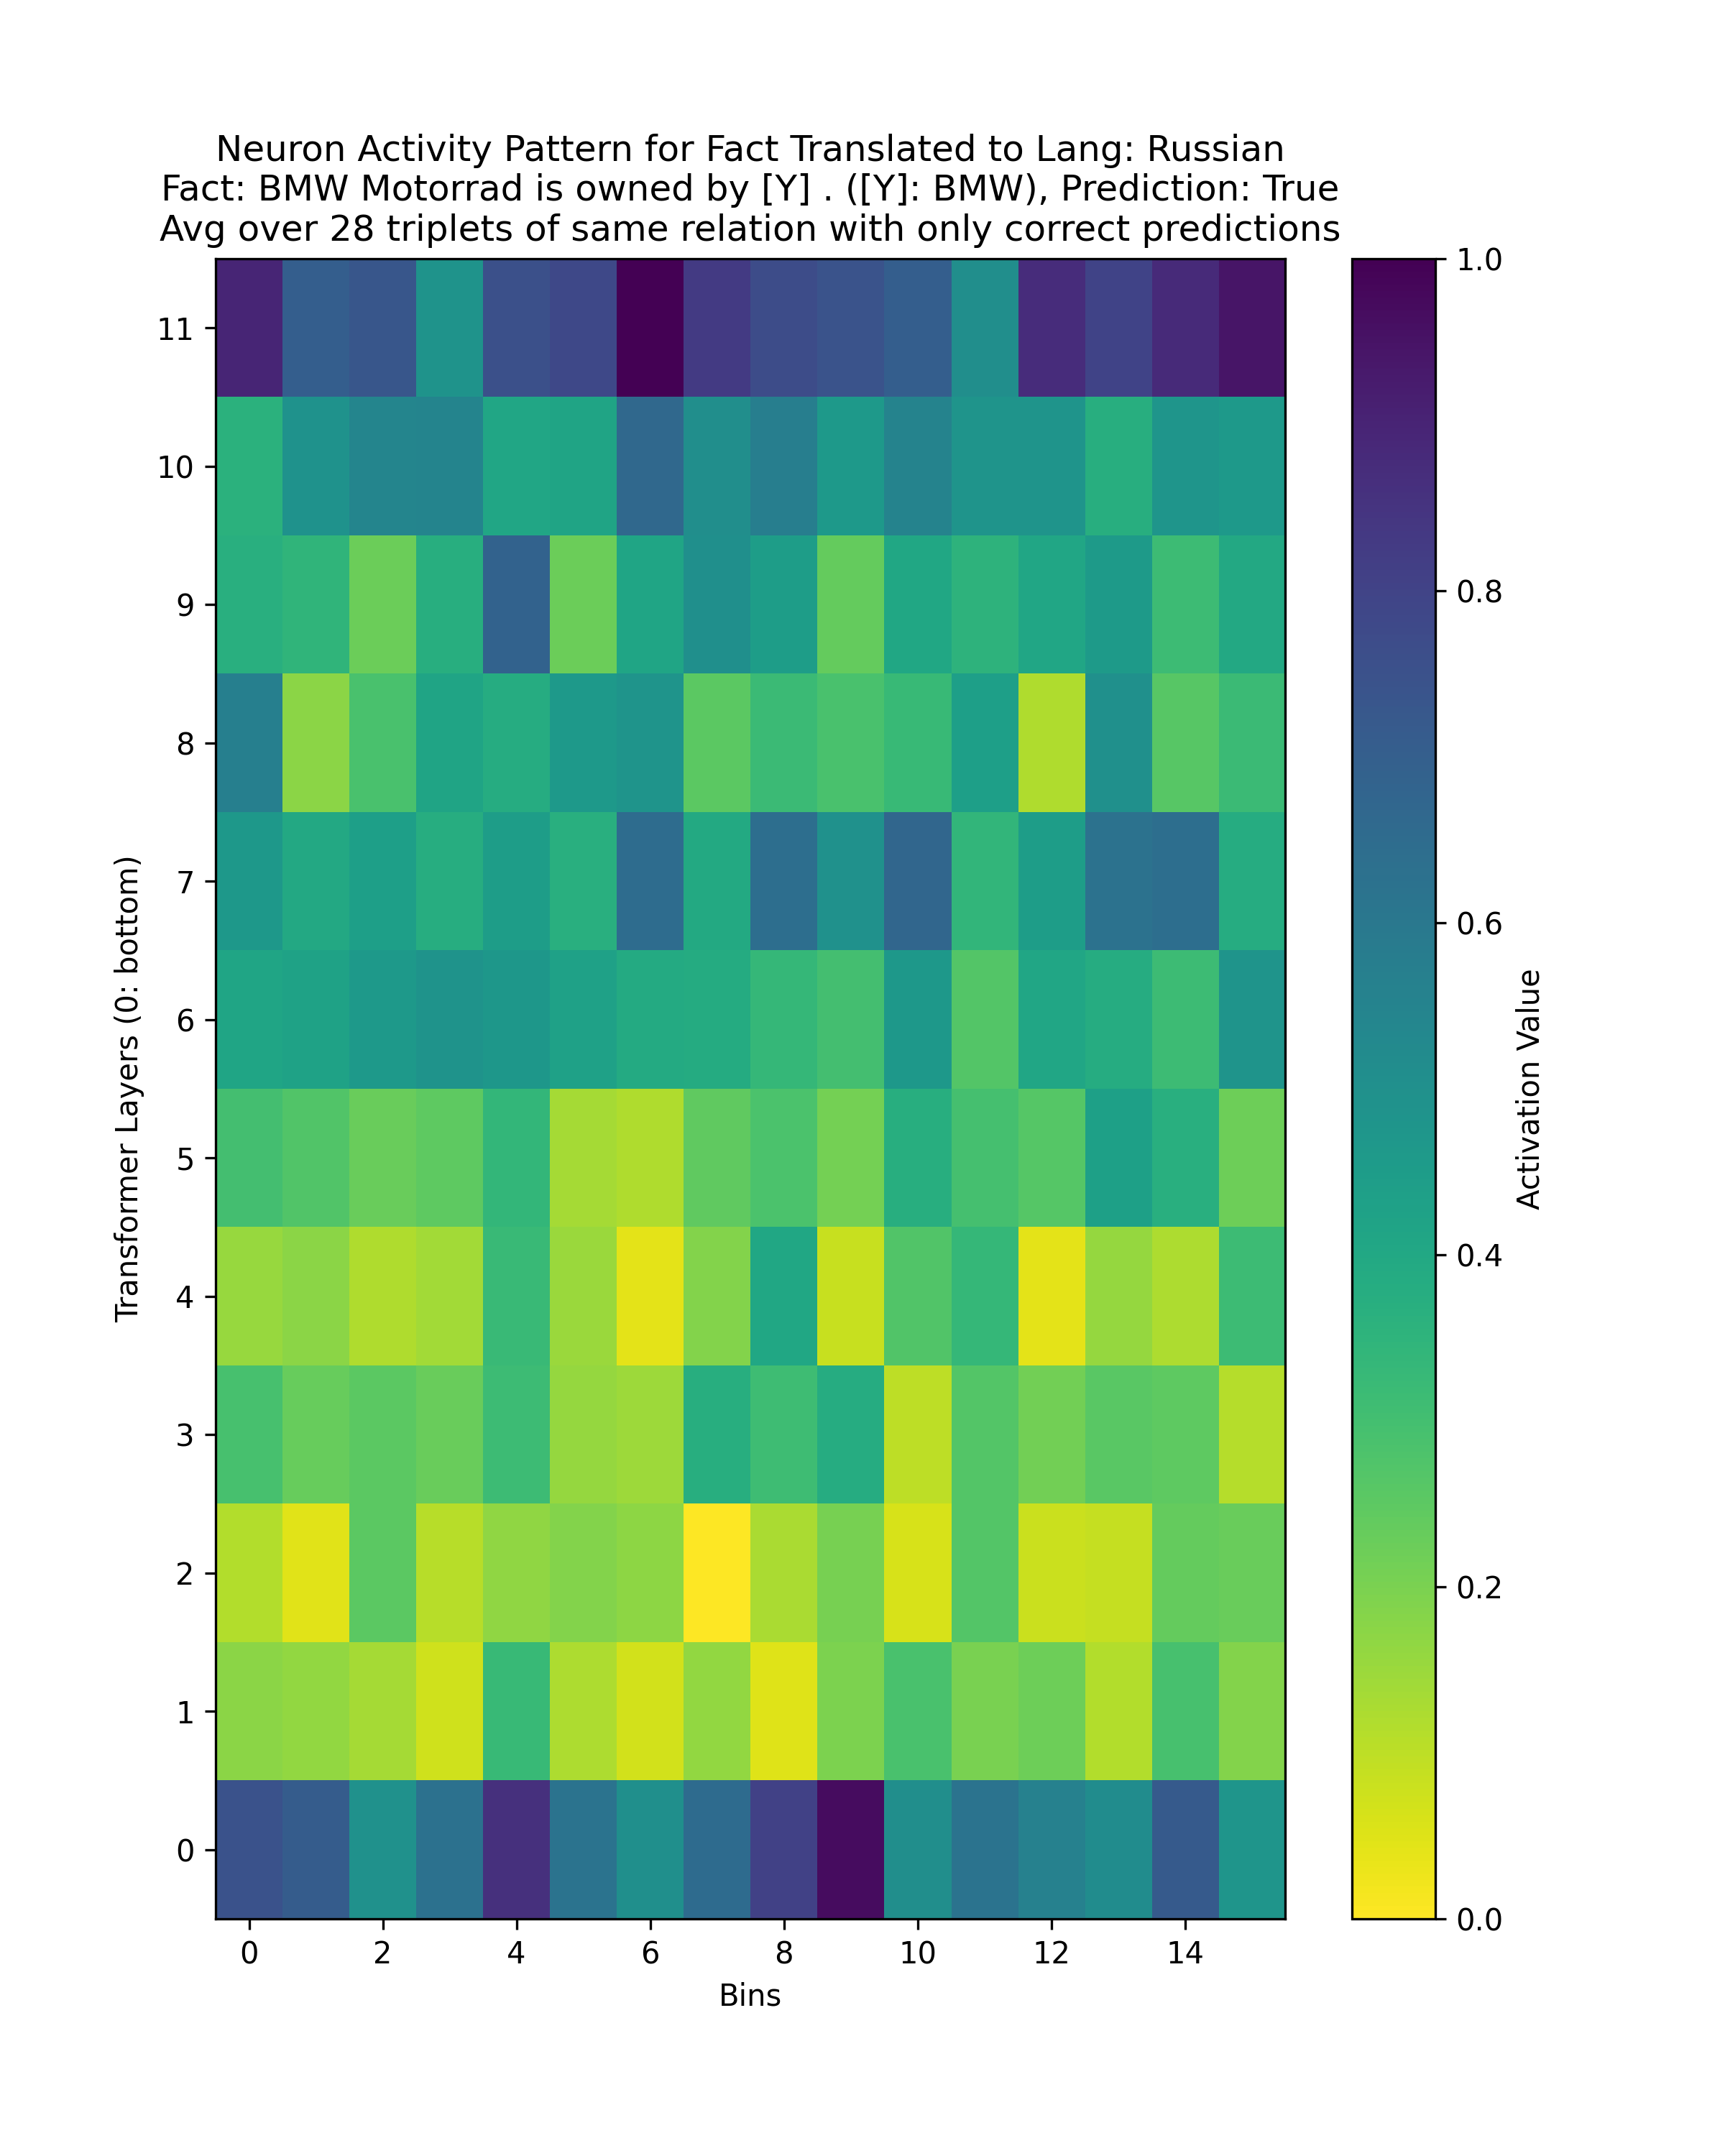 Neuron Activity Pattern for Fact Translated to Lang: Russian
Fact: BMW Motorrad is owned by [Y] . ([Y]: BMW), Prediction: True
Avg over 28 triplets of same relation with only correct predictions
Transformer Layers (0: bottom)
11
10
9
8
7
6
5
4
3
2
1
0
0 2 4 6 8 10 12 14
Bins
1.0
0.8
0.6
0.4
0.2
0.0
Activation Value